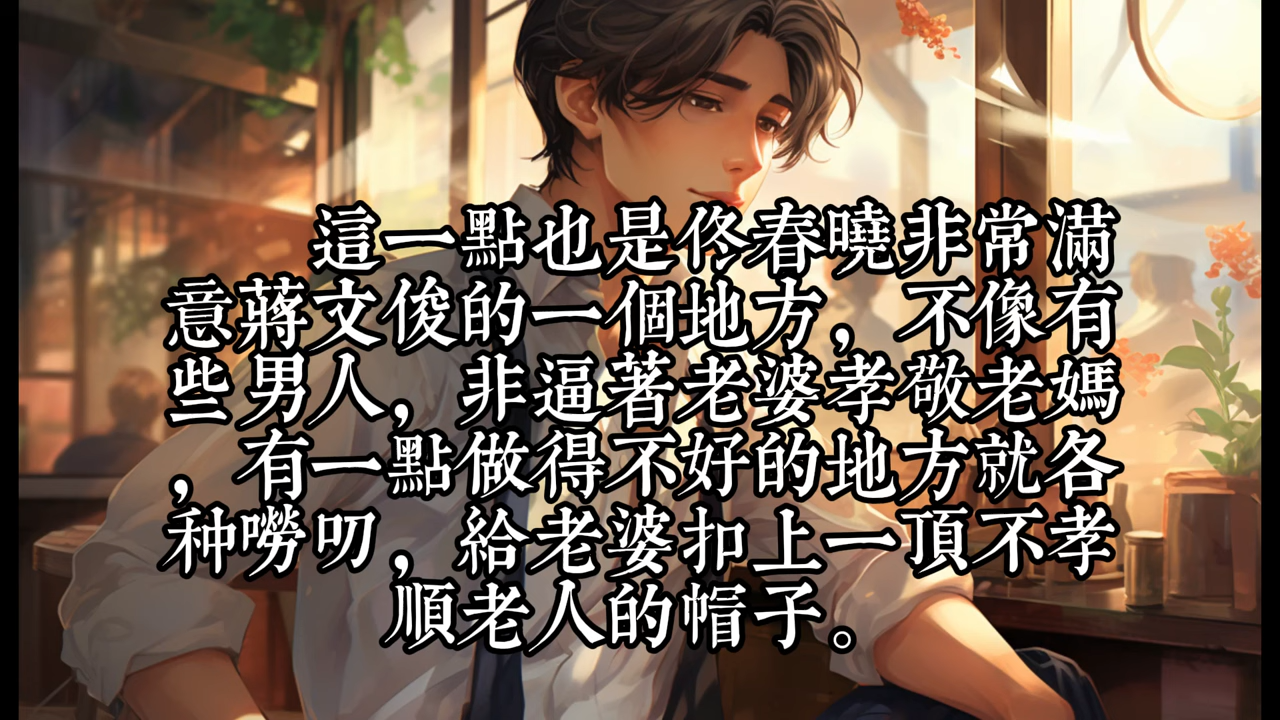 這一點也是佟春曉非常滿
意蔣文俊的一個地方，不像有
些男人，非逼著老婆孝敬老媽
，有一點做得不好的地方就各
种嘮叨，給老婆扣上一頂不孝
順老人的帽子。